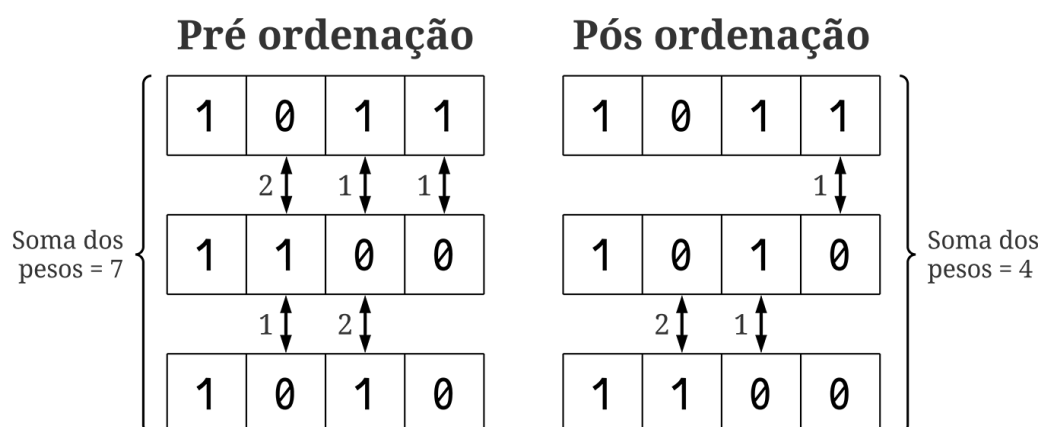 Pré ordenação
Pós ordenação
1 0 1 1
1 0 1 1
2 1 1
1
Soma dos
pesos = 7
1 1 0 0
1 0 1 0
Soma dos
pesos = 4
1 2
2 1
1 0 1 0
1 1 0 0